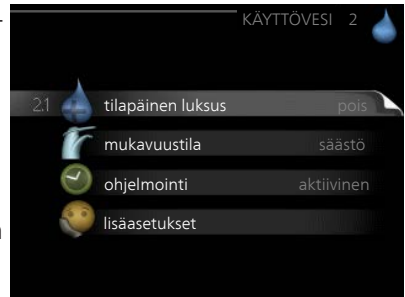 KÄYTTÖVESI 2
2.1 tilapäinen luksus pois
mukavuustila säästö
ohjelmointi aktiivinen
lisäasetukset